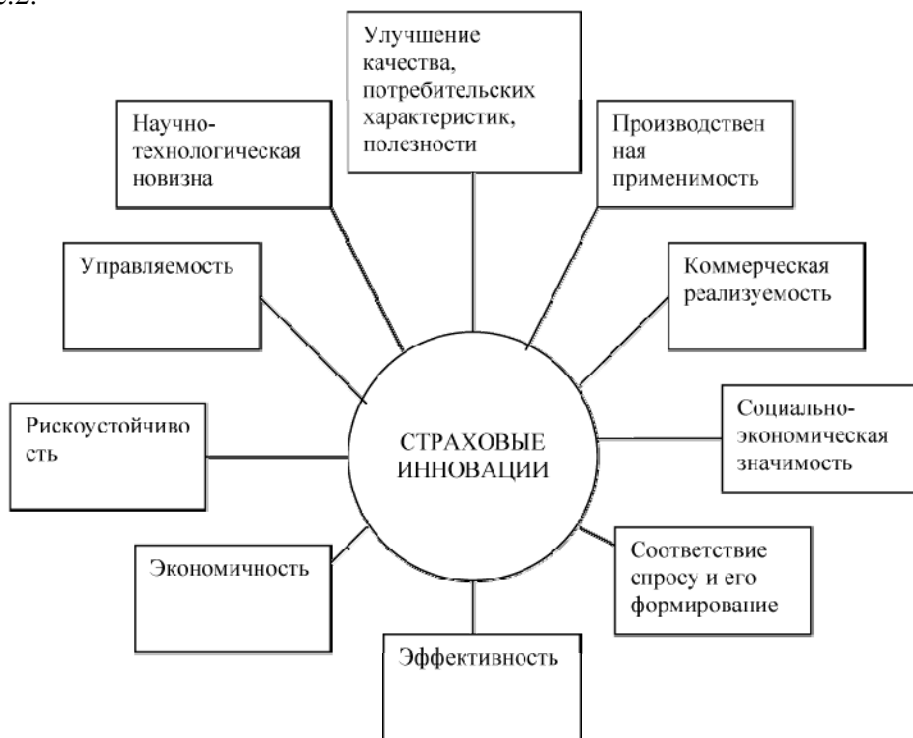 Улучшение
качества,
потребительских
характеристик,
полезности
Научно-
технологическая
новизна
Производствен
ная
применимость
Управляемость
Коммерческая
реализуемость
Рискоустойчиво
сть
СТРАХОВЫЕ
ИННОВАЦИИ
Социально-
экономическая
значимость
Экономичность
Соответствие
спросу и его
формирование
Эффективность